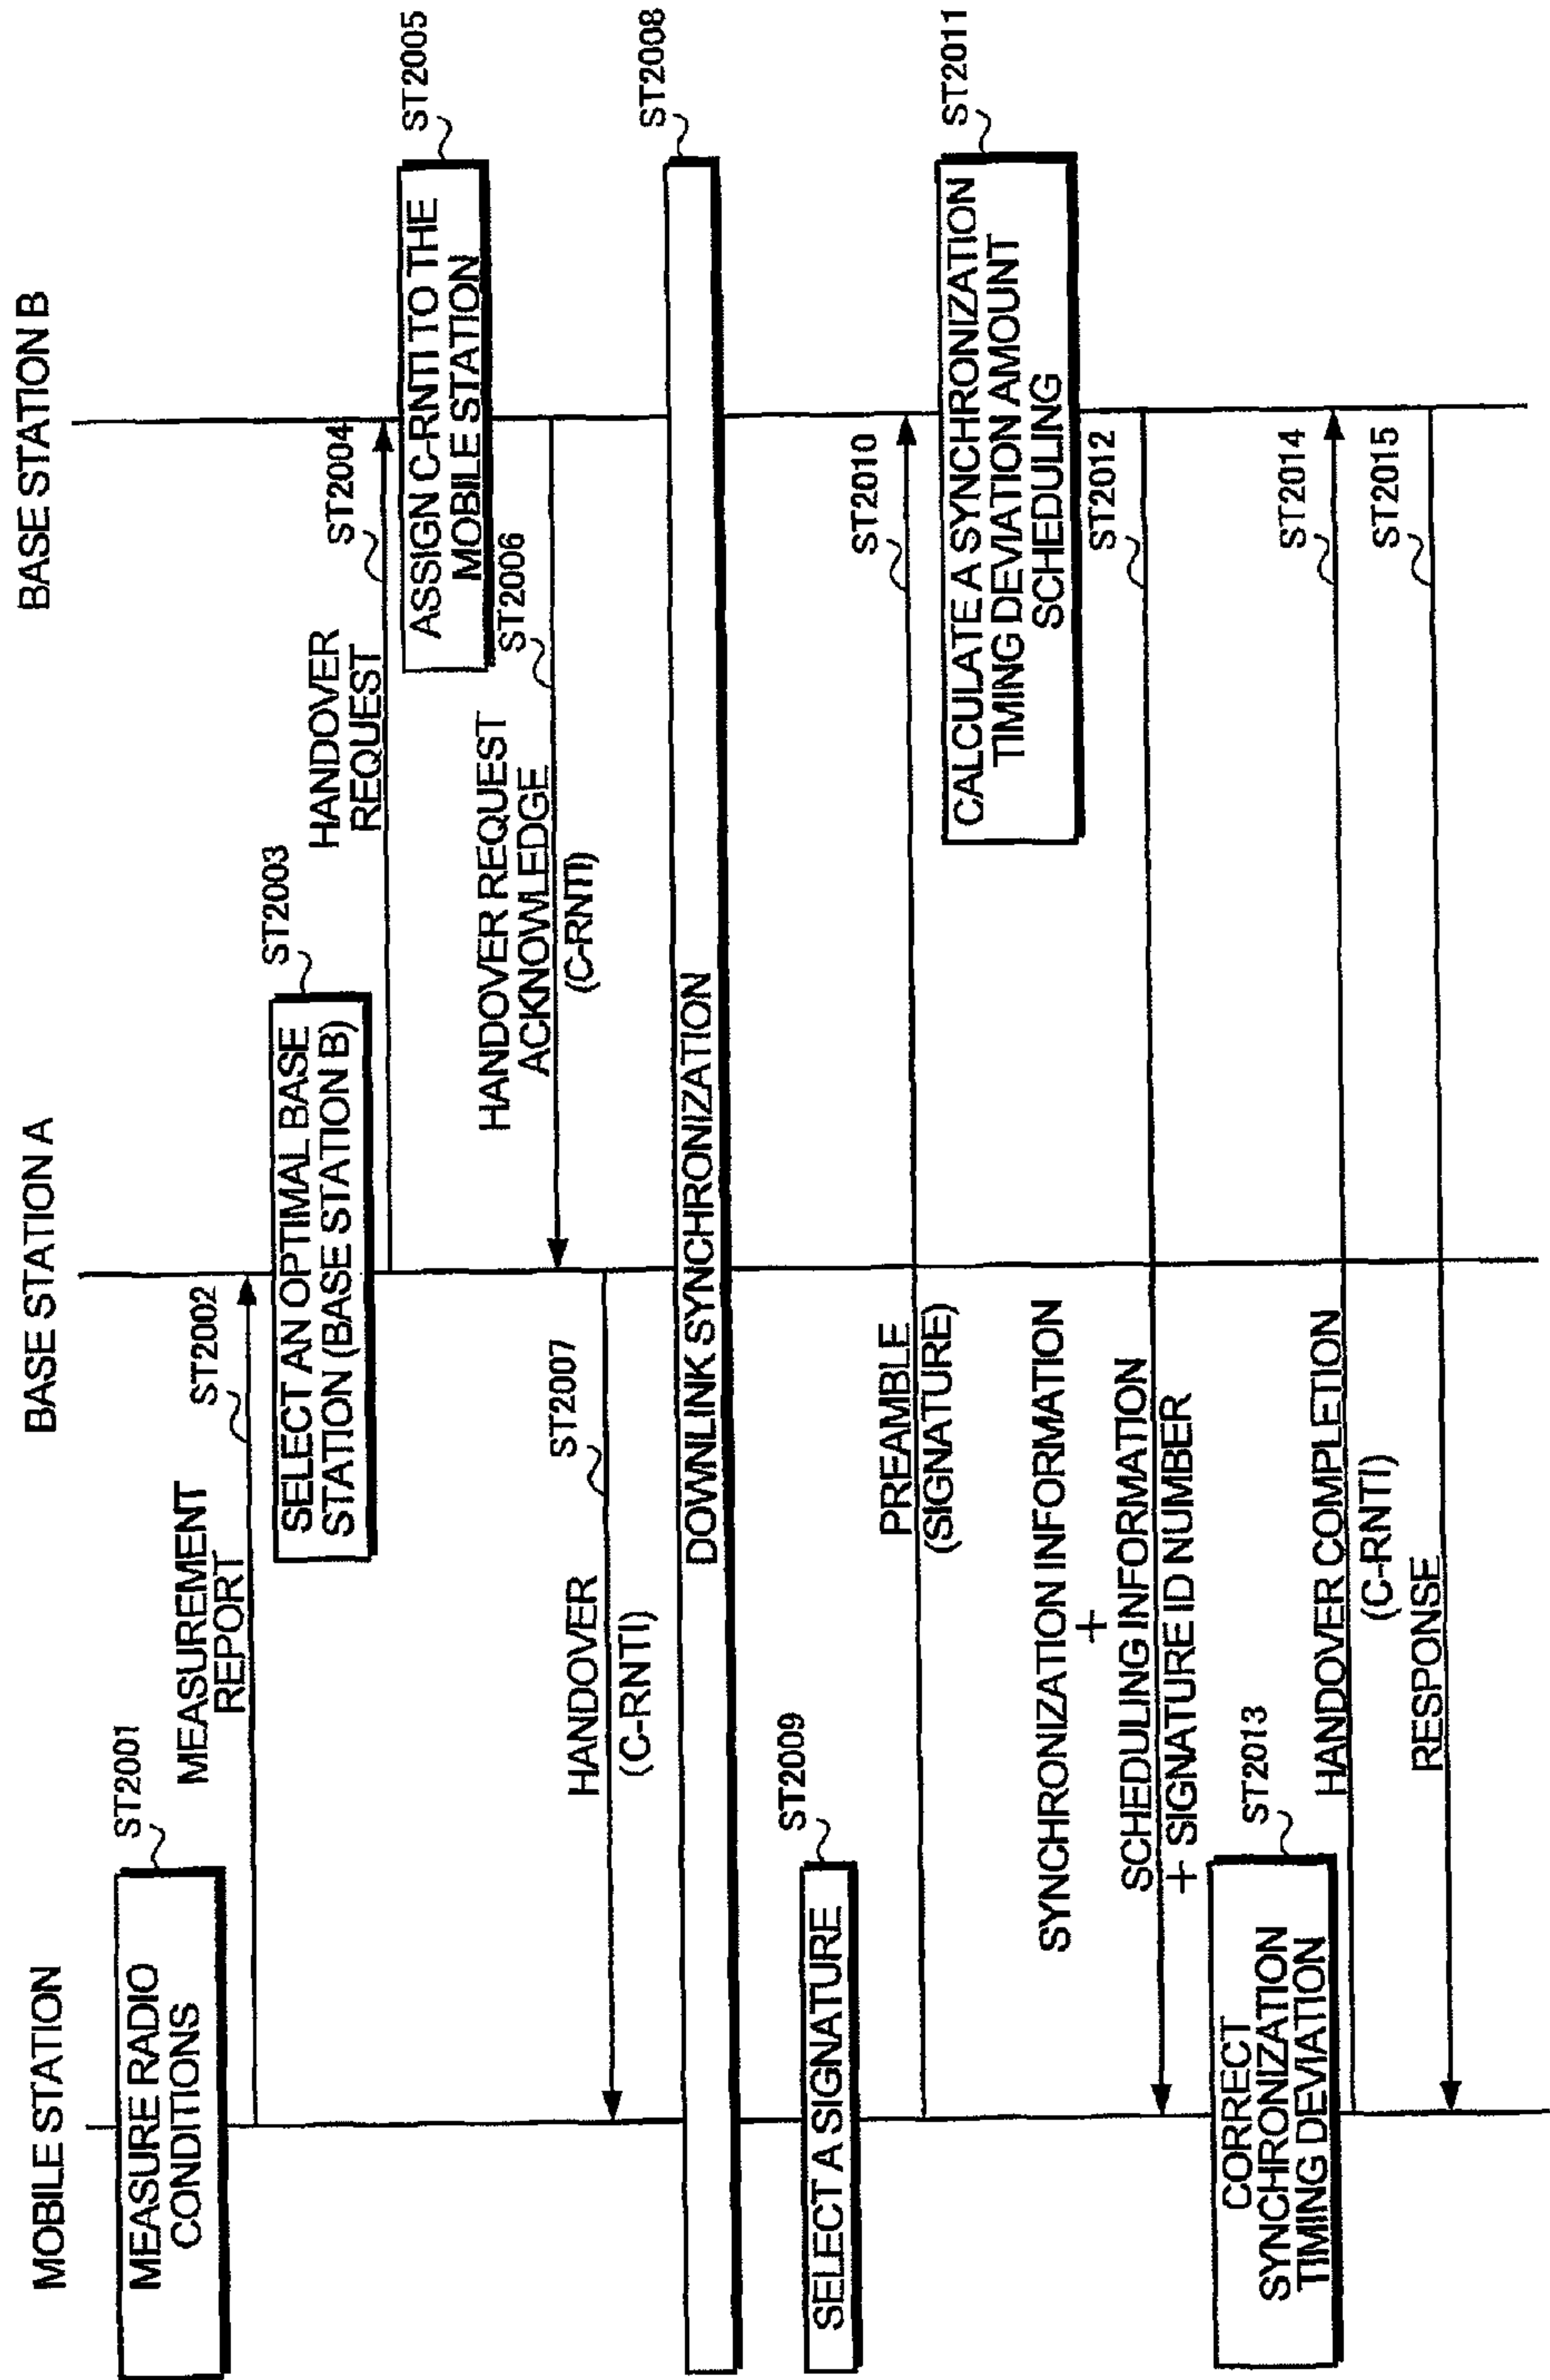 MOBILE STATION
BASE STATION A
BASE STATION B
MEASURE RADIO
CONDITIONS
ST2001
MEASUREMENT
REPORT
ST2002
SELECT AN OPTIMAL BASE
STATION (BASE STATION B)
ST2003
HANDOVER
REQUEST
ST2004
ASSIGN C-RNTI TO THE
MOBILE STATION
ST2005
HANDOVER REQUEST
ACKNOWLEDGE
(C-RNTI)
ST2006
HANDOVER
(C-RNTI)
ST2007
DOWNLINK SYNCHRONIZATION
ST2008
SELECT A SIGNATURE
ST2009
PREAMBLE
(SIGNATURE)
ST2010
CALCULATE A SYNCHRONIZATION
TIMING DEVIATION AMOUNT
SCHEDULING
ST2011
SYNCHRONIZATION INFORMATION
+
SCHEDULING INFORMATION
+ SIGNATURE ID NUMBER
ST2012
CORRECT
SYNCHRONIZATION
TIMING DEVIATION
ST2013
HANDOVER COMPLETION
(C-RNTI)
ST2014
RESPONSE
ST2015